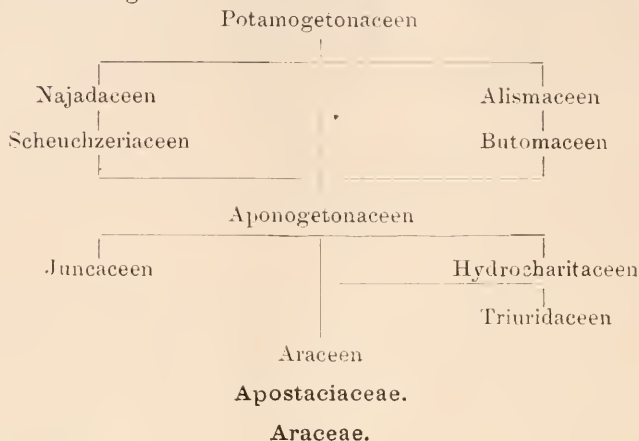 Potamogetonaceen
Najadaceen Alismaceen
Scheuchzeriaceen Butomaceen
Aponogetonaceen
Juncaceen Hydrocharitaceen
Triuridaceen
Araceen
Apostaciaceae.
Araceae.